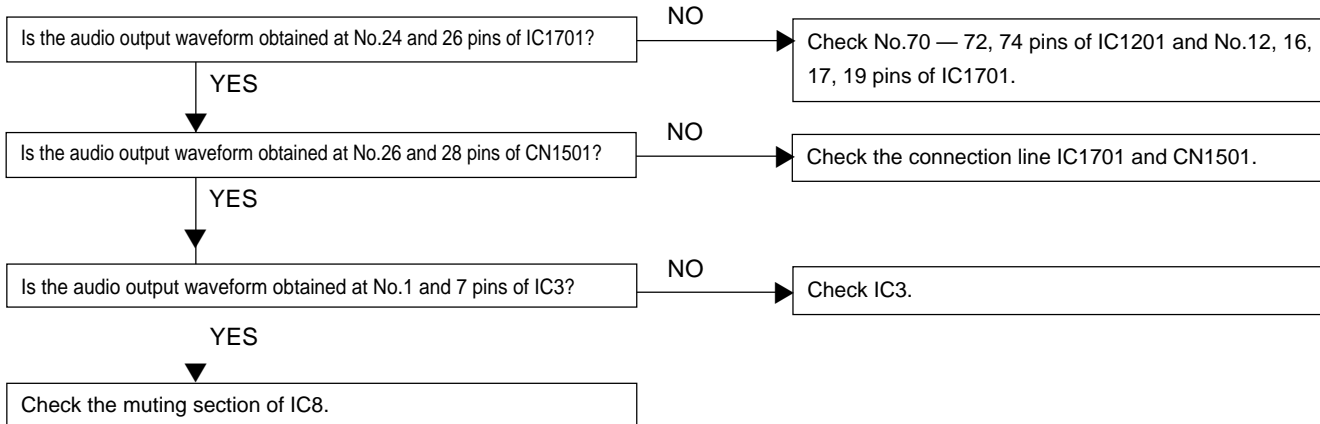 Is the audio output waveform obtained at No.24 and 26 pins of IC1701?
NO
Check No.70 — 72, 74 pins of IC1201 and No.12, 16,
17, 19 pins of IC1701.
YES
Is the audio output waveform obtained at No.26 and 28 pins of CN1501?
NO
Check the connection line IC1701 and CN1501.
YES
Is the audio output waveform obtained at No.1 and 7 pins of IC3?
NO
Check IC3.
YES
Check the muting section of IC8.